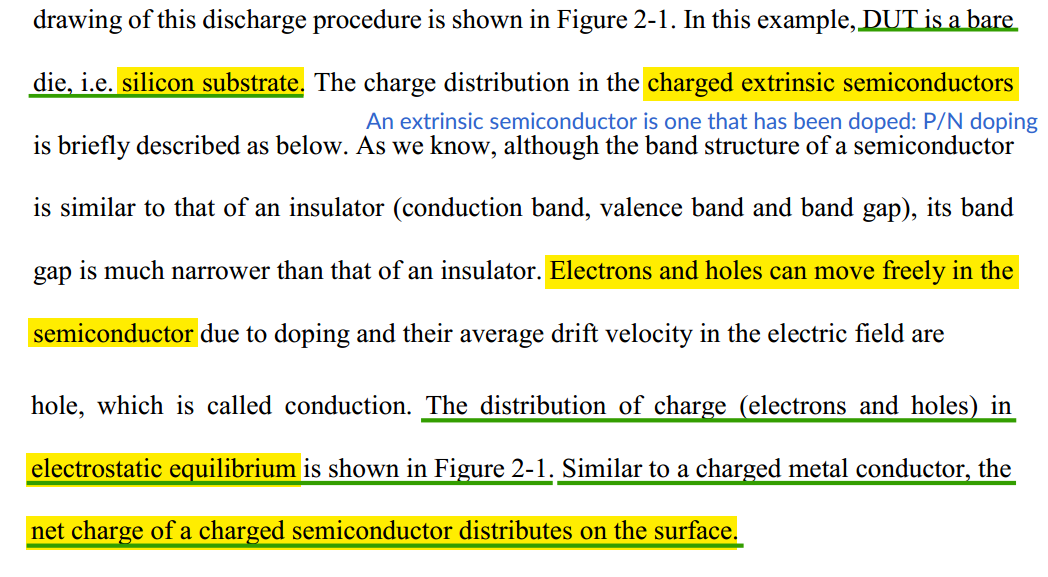 drawing of this discharge procedure is shown in Figure 2-1. In this example, DUT is a bare
die, i.e. silicon substrate. The charge distribution in the charged extrinsic semiconductors
An extrinsic semiconductor is one that has been doped: P/N doping
is briefly described as below. As we know, although the band structure of a semiconductor
is similar to that of an insulator (conduction band, valence band and band gap), its band
gap is much narrower than that of an insulator. Electrons and holes can move freely in the
semiconductor due to doping and their average drift velocity in the electric field are
hole, which is called conduction. The distribution of charge (electrons and holes) in
electrostatic equilibrium is shown in Figure 2-1. Similar to a charged metal conductor, the
net charge of a charged semiconductor distributes on the surface.